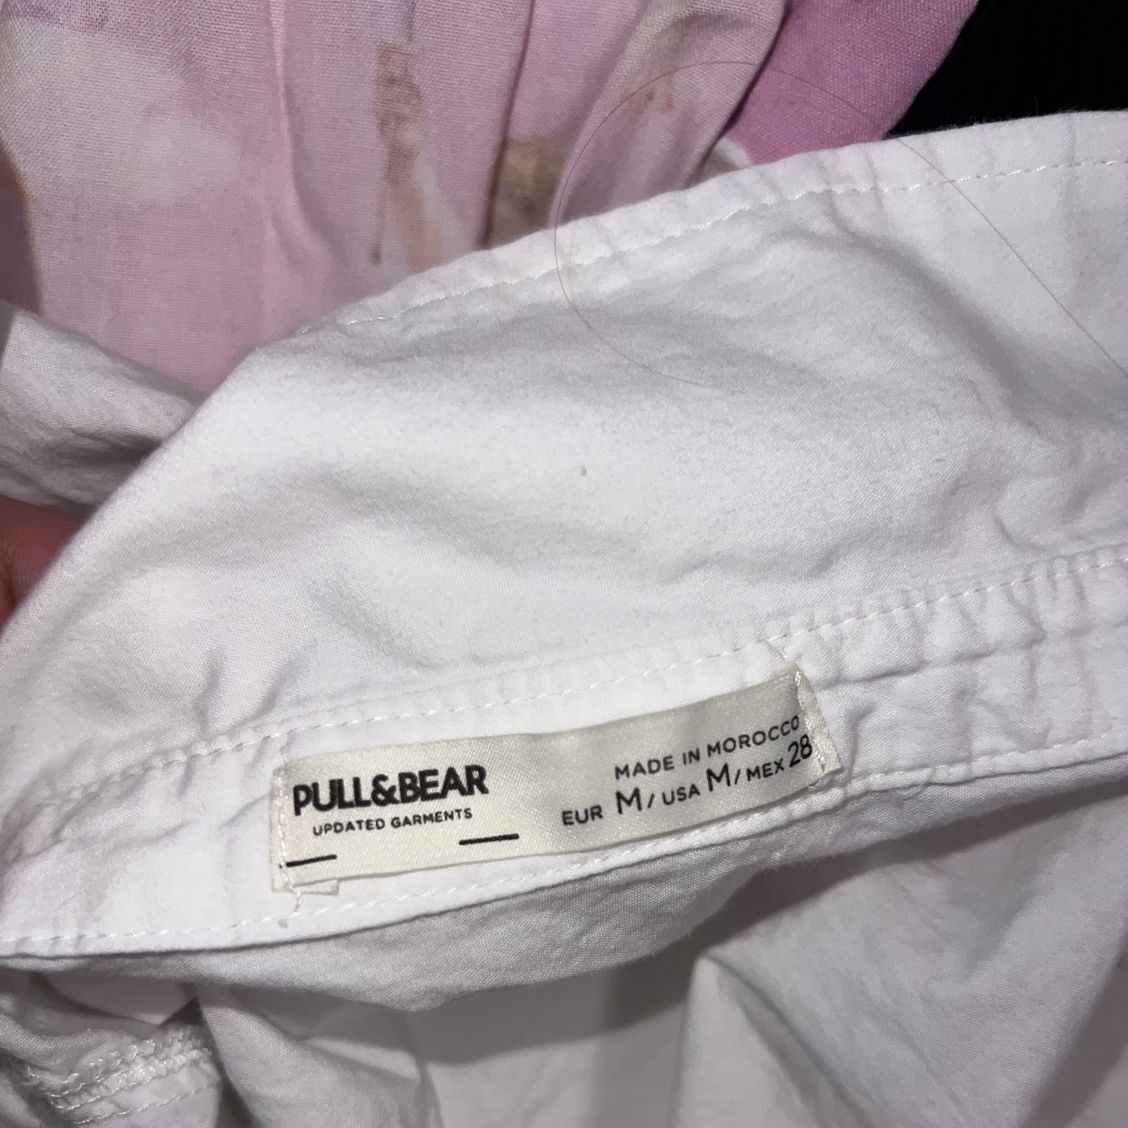 PULL&BEAR
UPDATED GARMENTS
MADE IN MOROCCO
EUR M / USA M / MEX 28